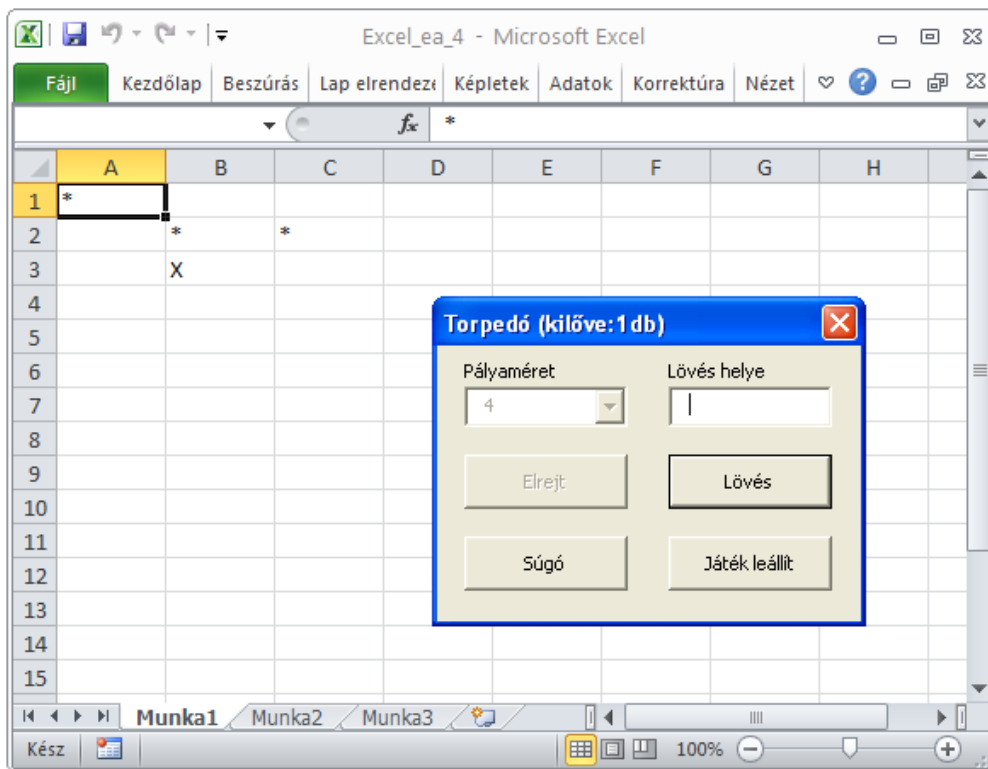 Excel_ea_4 - Microsoft Excel
Fájl Kezdőlap Beszúrás Lap elrendeze Képletek Adatok Korrektúra Nézet
fx *
A B C D E F G H
1 *
2 * *
3 X
4
5
6
7
8
9
10
11
12
13
14
15
Torpedó (kilőve:1db)
Pályaméret Lövés helye
4
Elrejt Lövés
Súgó Játék leállít
Munka1 Munka2 Munka3
Kész 100%